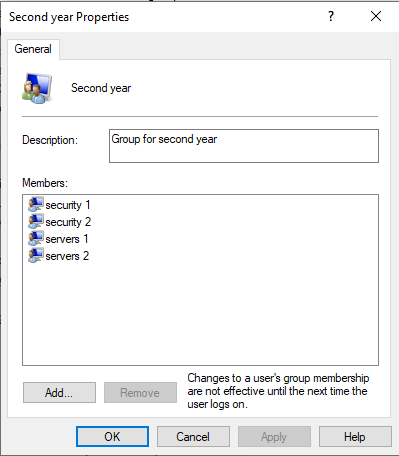 Second year Properties
?
General
Second year
Description:
Group for second year
Members:
security 1
security 2
servers 1
servers 2
Add...
Remove
Changes to a user's group membership
are not effective until the next time the
user logs on.
OK
Cancel
Apply
Help